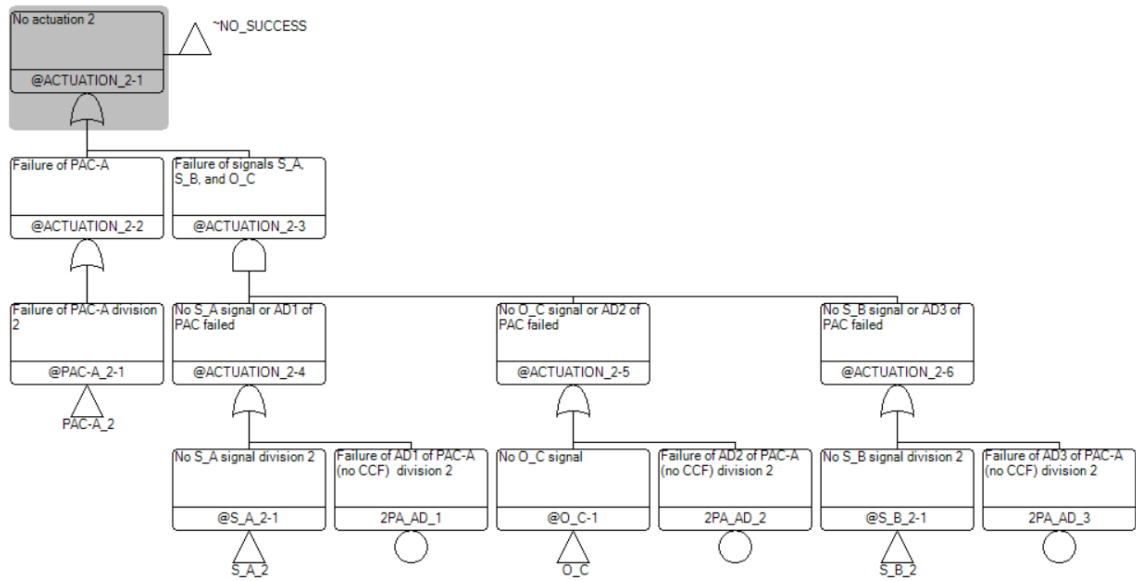 No actuation 2
~NO_SUCCESS
@ACTUATION_2-1
Failure of PAC-A
@ACTUATION_2-2
Failure of signals S_A,
S_B, and O_C
@ACTUATION_2-3
Failure of PAC-A division
2
@PAC-A_2-1
PAC-A_2
No S_A signal or AD1 of
PAC failed
@ACTUATION_2-4
No O_C signal or AD2 of
PAC failed
@ACTUATION_2-5
No S_B signal or AD3 of
PAC failed
@ACTUATION_2-6
No S_A signal division 2
@S_A_2-1
S_A_2
Failure of AD1 of PAC-A
(no CCF) division 2
2PA_AD_1
No O_C signal
@O_C-1
O_C
Failure of AD2 of PAC-A
(no CCF) division 2
2PA_AD_2
No S_B signal division 2
@S_B_2-1
S_B_2
Failure of AD3 of PAC-A
(no CCF) division 2
2PA_AD_3